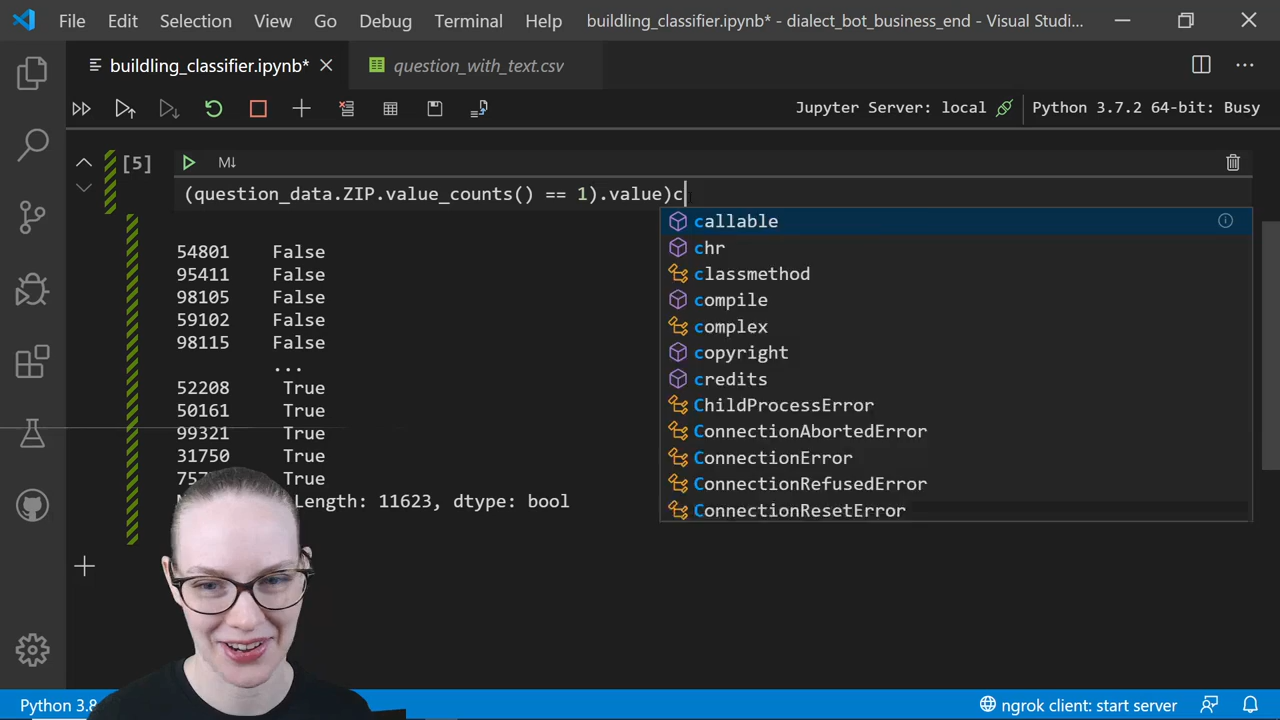 File Edit Selection View Go Debug Terminal Help buildling_classifier.ipynb* - dialect_bot_business_end - Visual Studi...
buildling_classifier.ipynb* question_with_text.csv
Jupyter Server: local Python 3.7.2 64-bit: Busy
[5] M↓
(question_data.ZIP.value_counts() == 1).value)c
callable
chr
classmethod
compile
complex
copyright
credits
ChildProcessError
ConnectionAbortedError
ConnectionError
ConnectionRefusedError
ConnectionResetError
54801 False
95411 False
98105 False
59102 False
98115 False
...
52208 True
50161 True
99321 True
31750 True
True
Length: 11623, dtype: bool
Python 3.8 ngrok client: start server